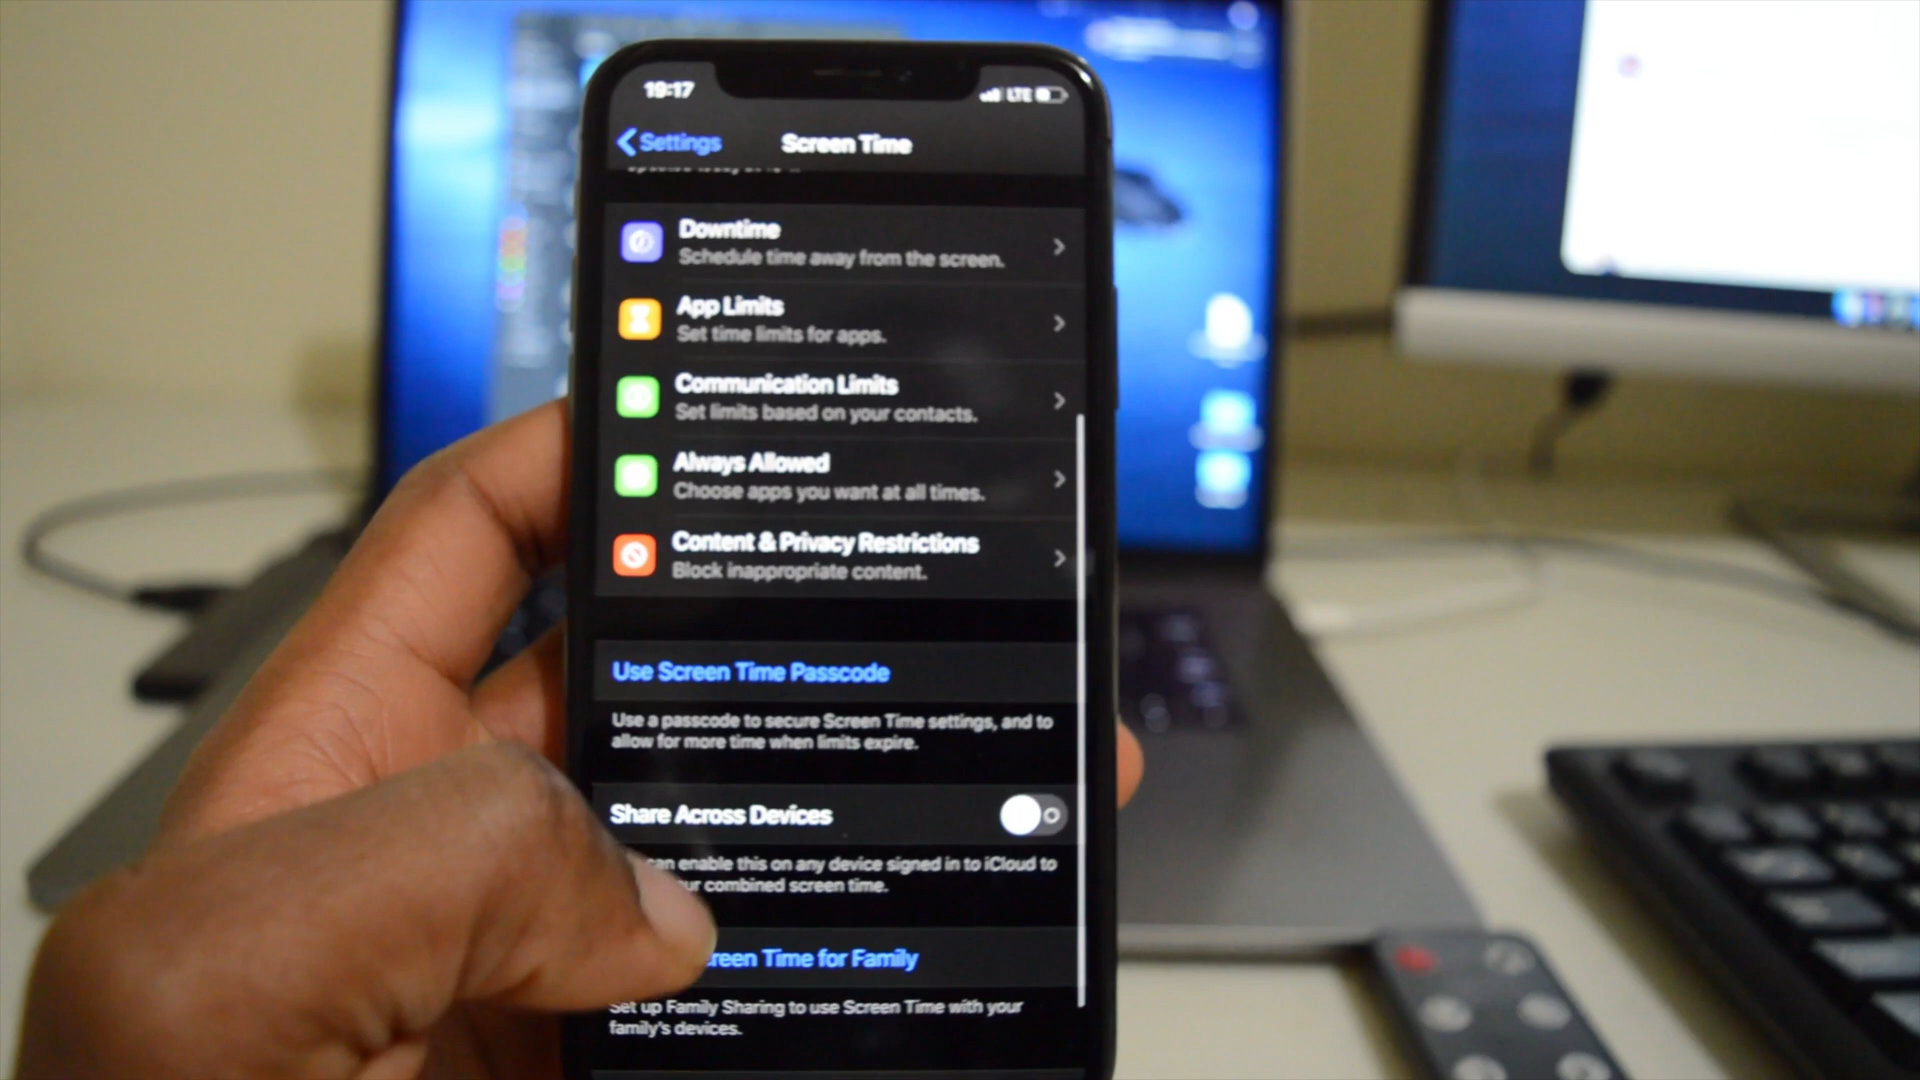 19:17
LTE
Settings
Screen Time
Downtime
Schedule time away from the screen.
App Limits
Set time limits for apps.
Communication Limits
Set limits based on your contacts.
Always Allowed
Choose apps you want at all times.
Content & Privacy Restrictions
Block inappropriate content.
Use Screen Time Passcode
Use a passcode to secure Screen Time settings, and to
allow for more time when limits expire.
Share Across Devices
can enable this on any device signed in to iCloud to
combined screen time.
Time for Family
Set up Family Sharing to use Screen Time with your
family's devices.